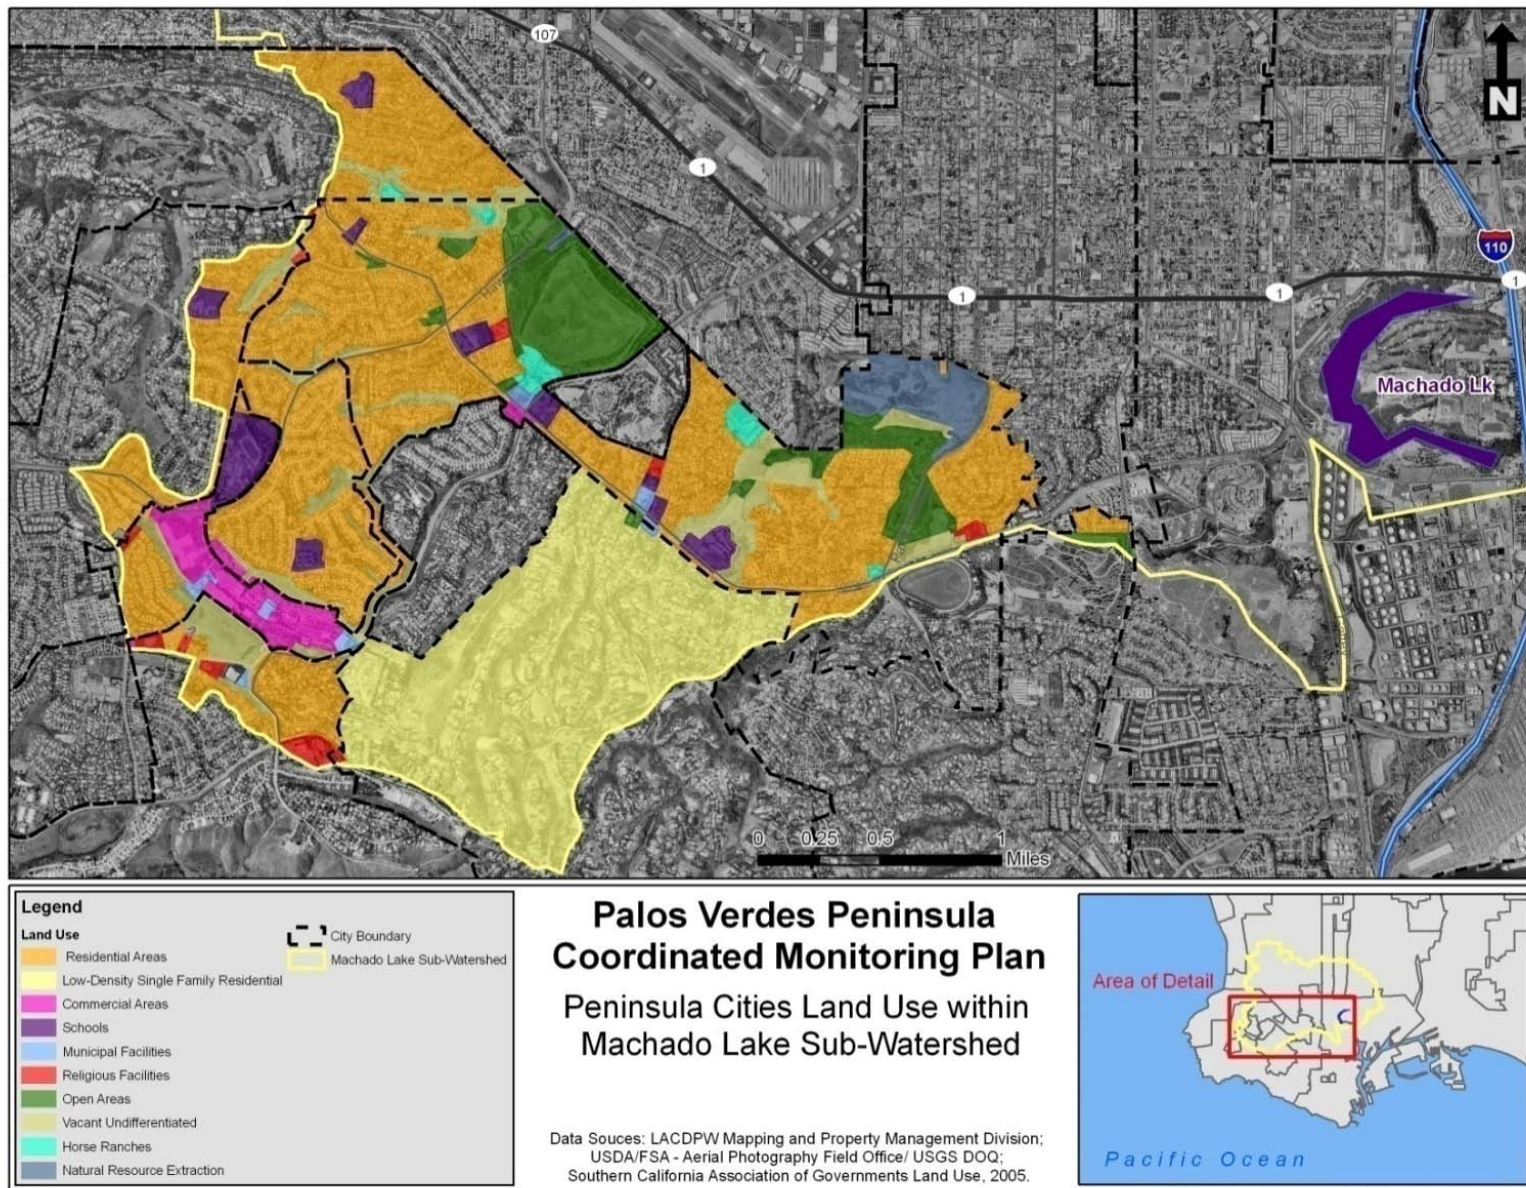 107
N
1
110
1
1
1
Machado Lk
0 0.25 0.5 1
Miles
Legend
Land Use
Residential Areas
Low-Density Single Family Residential
Commercial Areas
Schools
Municipal Facilities
Religious Facilities
Open Areas
Vacant Undifferentiated
Horse Ranches
Natural Resource Extraction
City Boundary
Machado Lake Sub-Watershed
Palos Verdes Peninsula
Coordinated Monitoring Plan
Peninsula Cities Land Use within
Machado Lake Sub-Watershed
Data Souces: LACDPW Mapping and Property Management Division;
USDA/FSA - Aerial Photography Field Office/ USGS DOQ;
Southern California Association of Governments Land Use, 2005.
Area of Detail
Pacific Ocean